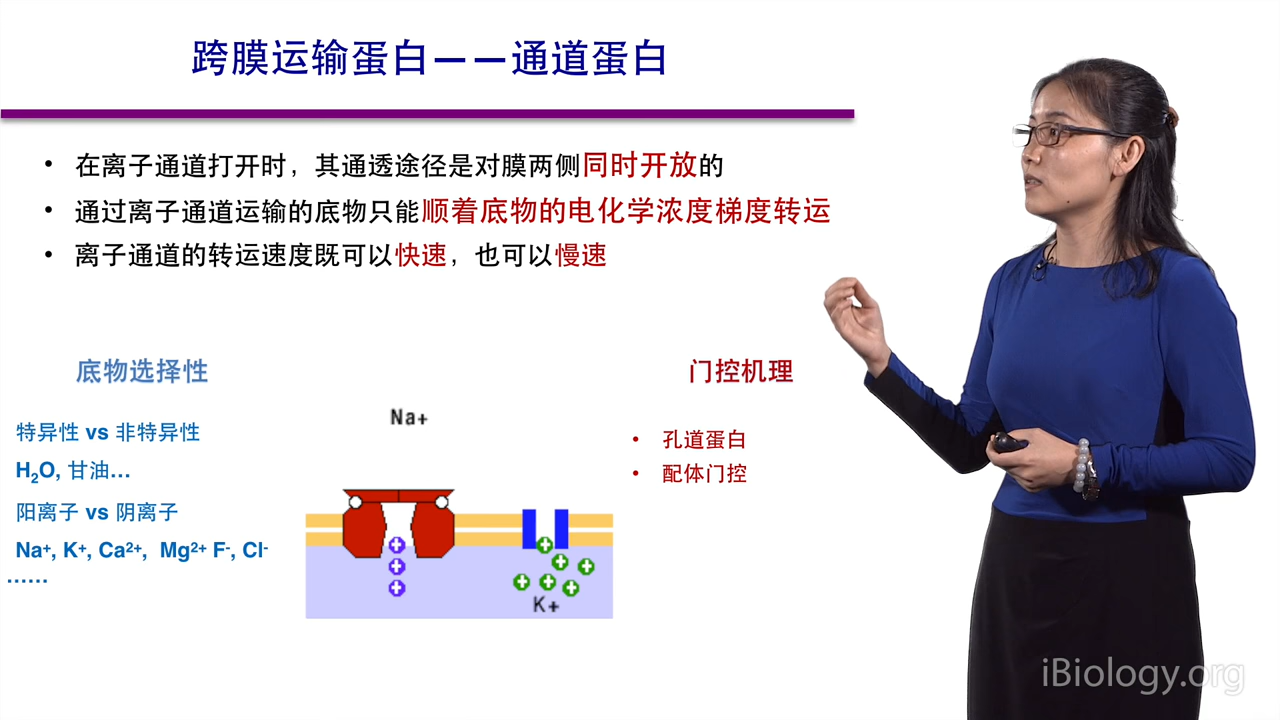 跨膜运输蛋白——通道蛋白
• 在离子通道打开时，其通透途径是对膜两侧同时开放的
• 通过离子通道运输的底物只能顺着底物的电化学浓度梯度转运
• 离子通道的转运速度既可以快速，也可以慢速
底物选择性
门控机理
特异性 vs 非特异性
H₂O, 甘油…
阳离子 vs 阴离子
Na⁺, K⁺, Ca²⁺, Mg²⁺ F⁻, Cl⁻
……
Na+
K+
• 孔道蛋白
• 配体门控
iBiology.org